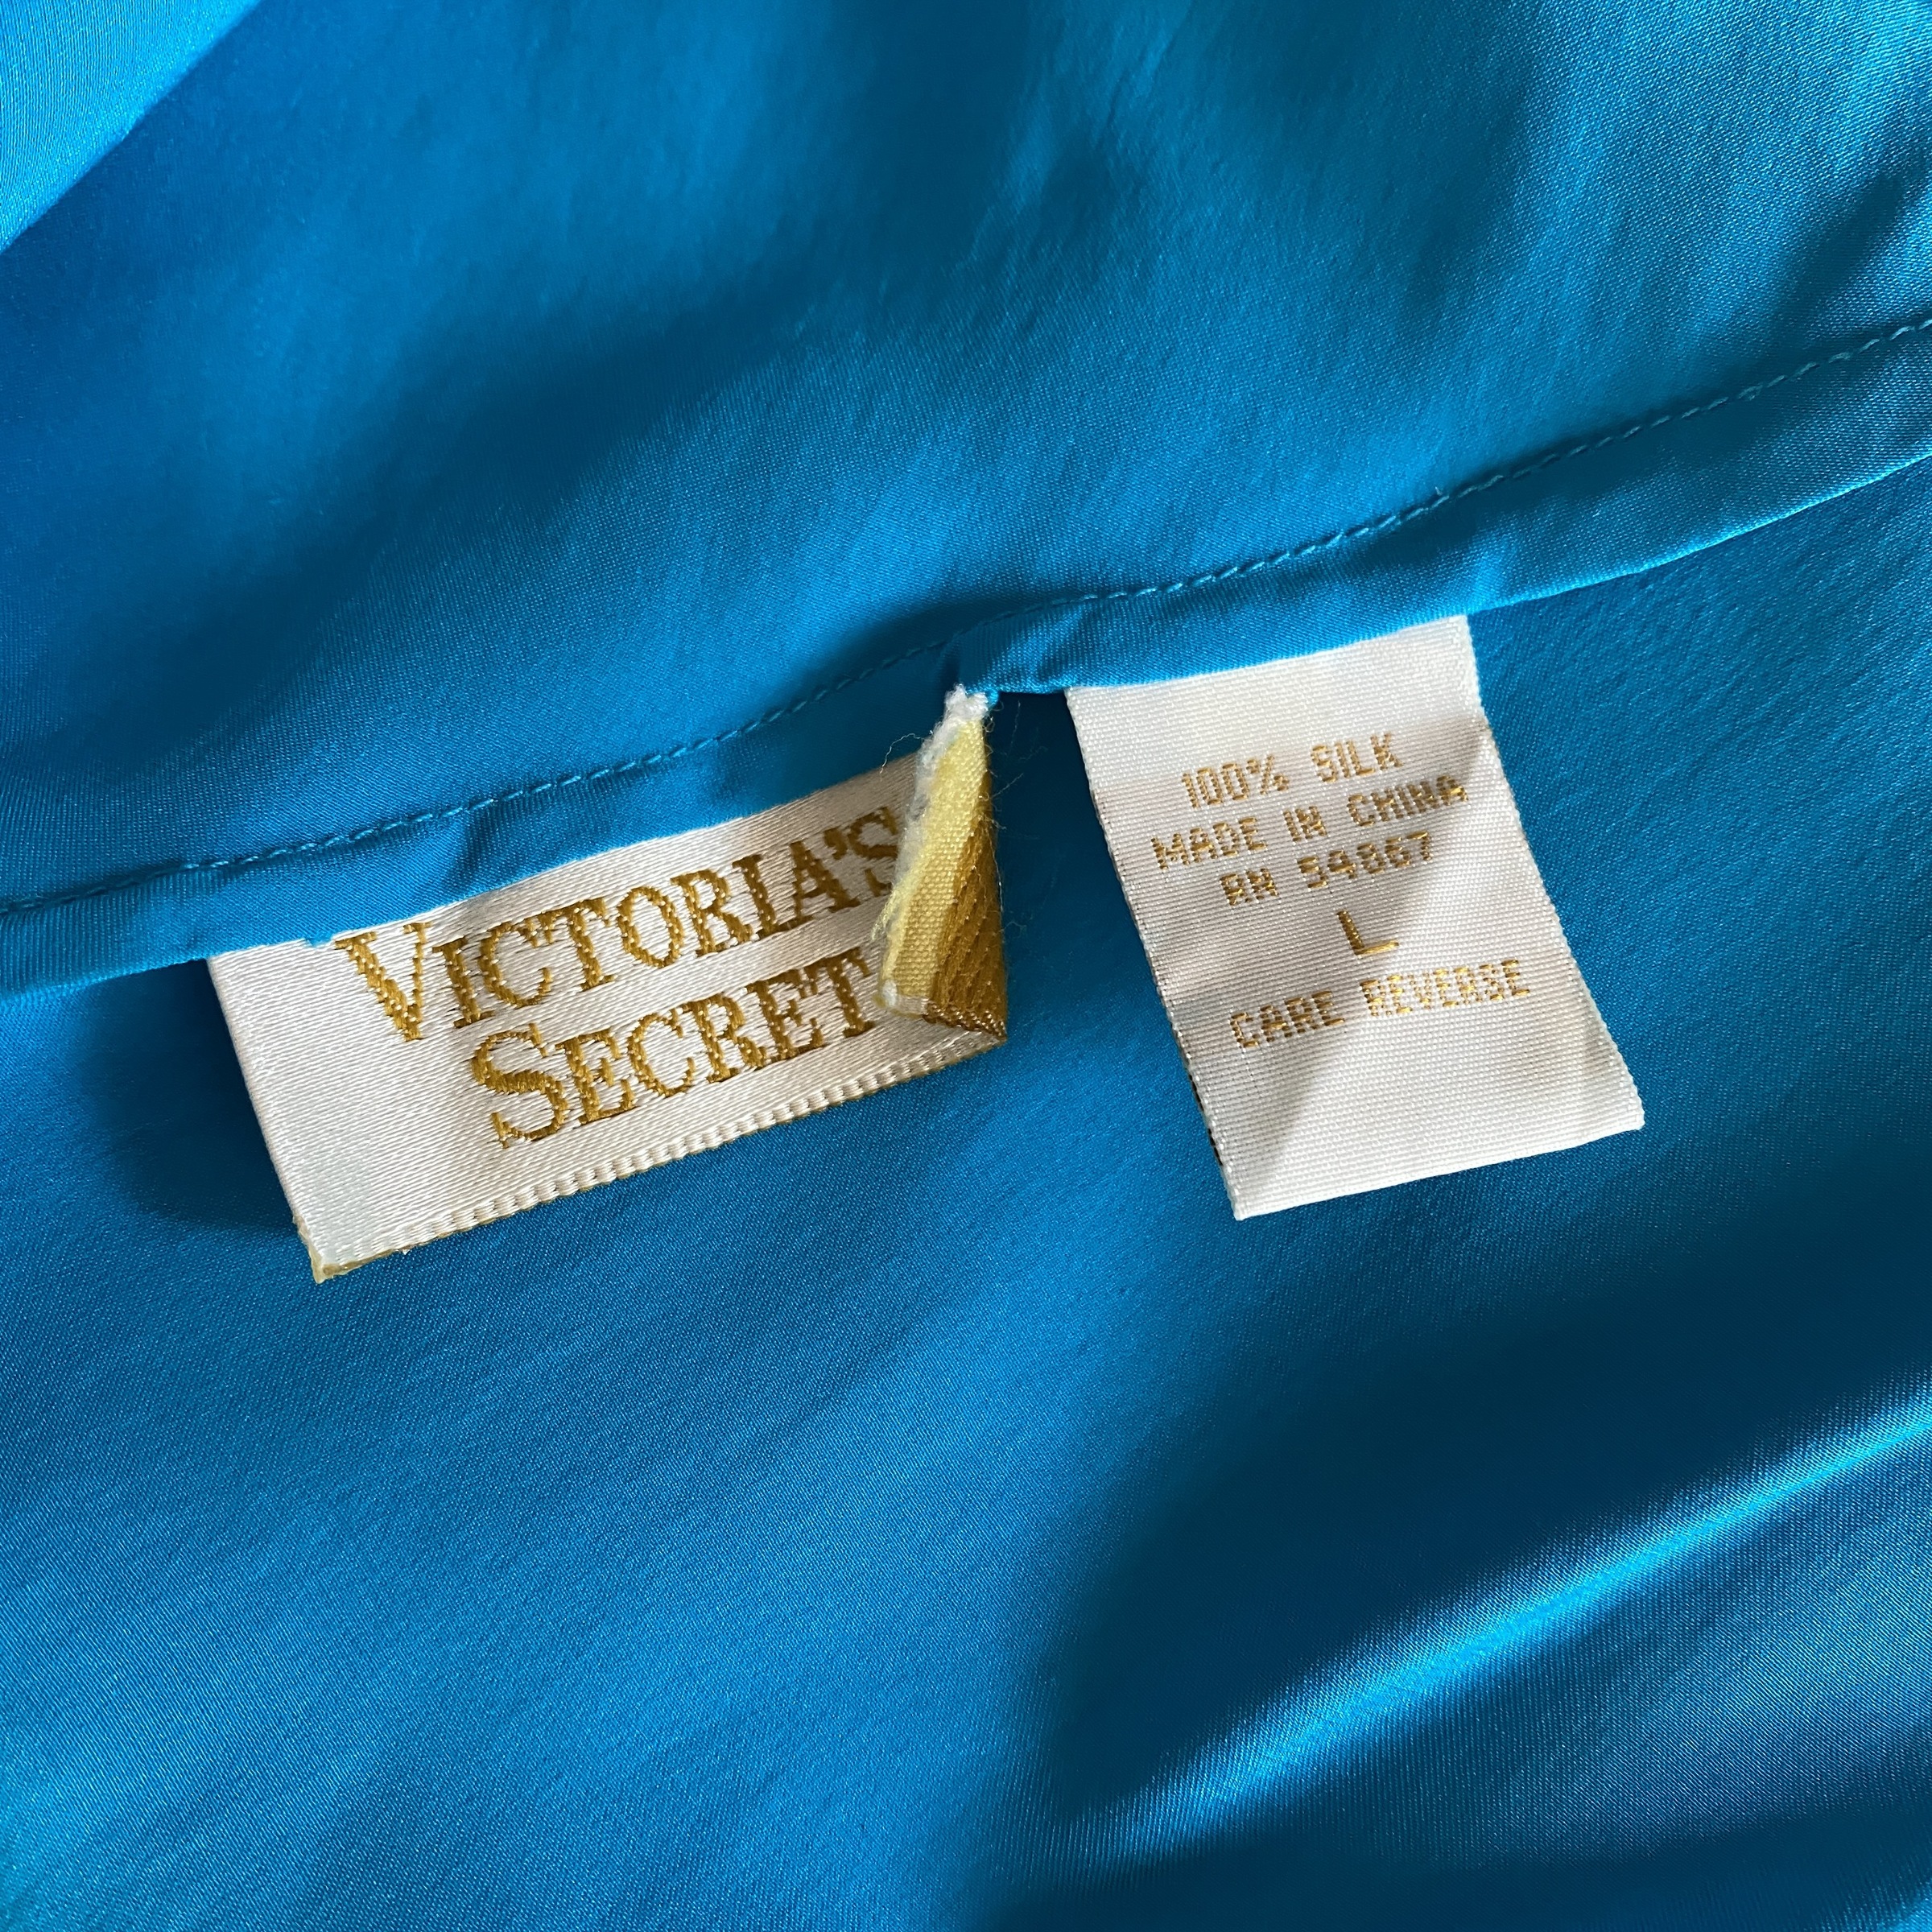 VICTORIA'S
SECRET
100% SILK
MADE IN CHINA
RN 54867
L
CARE REVERSE